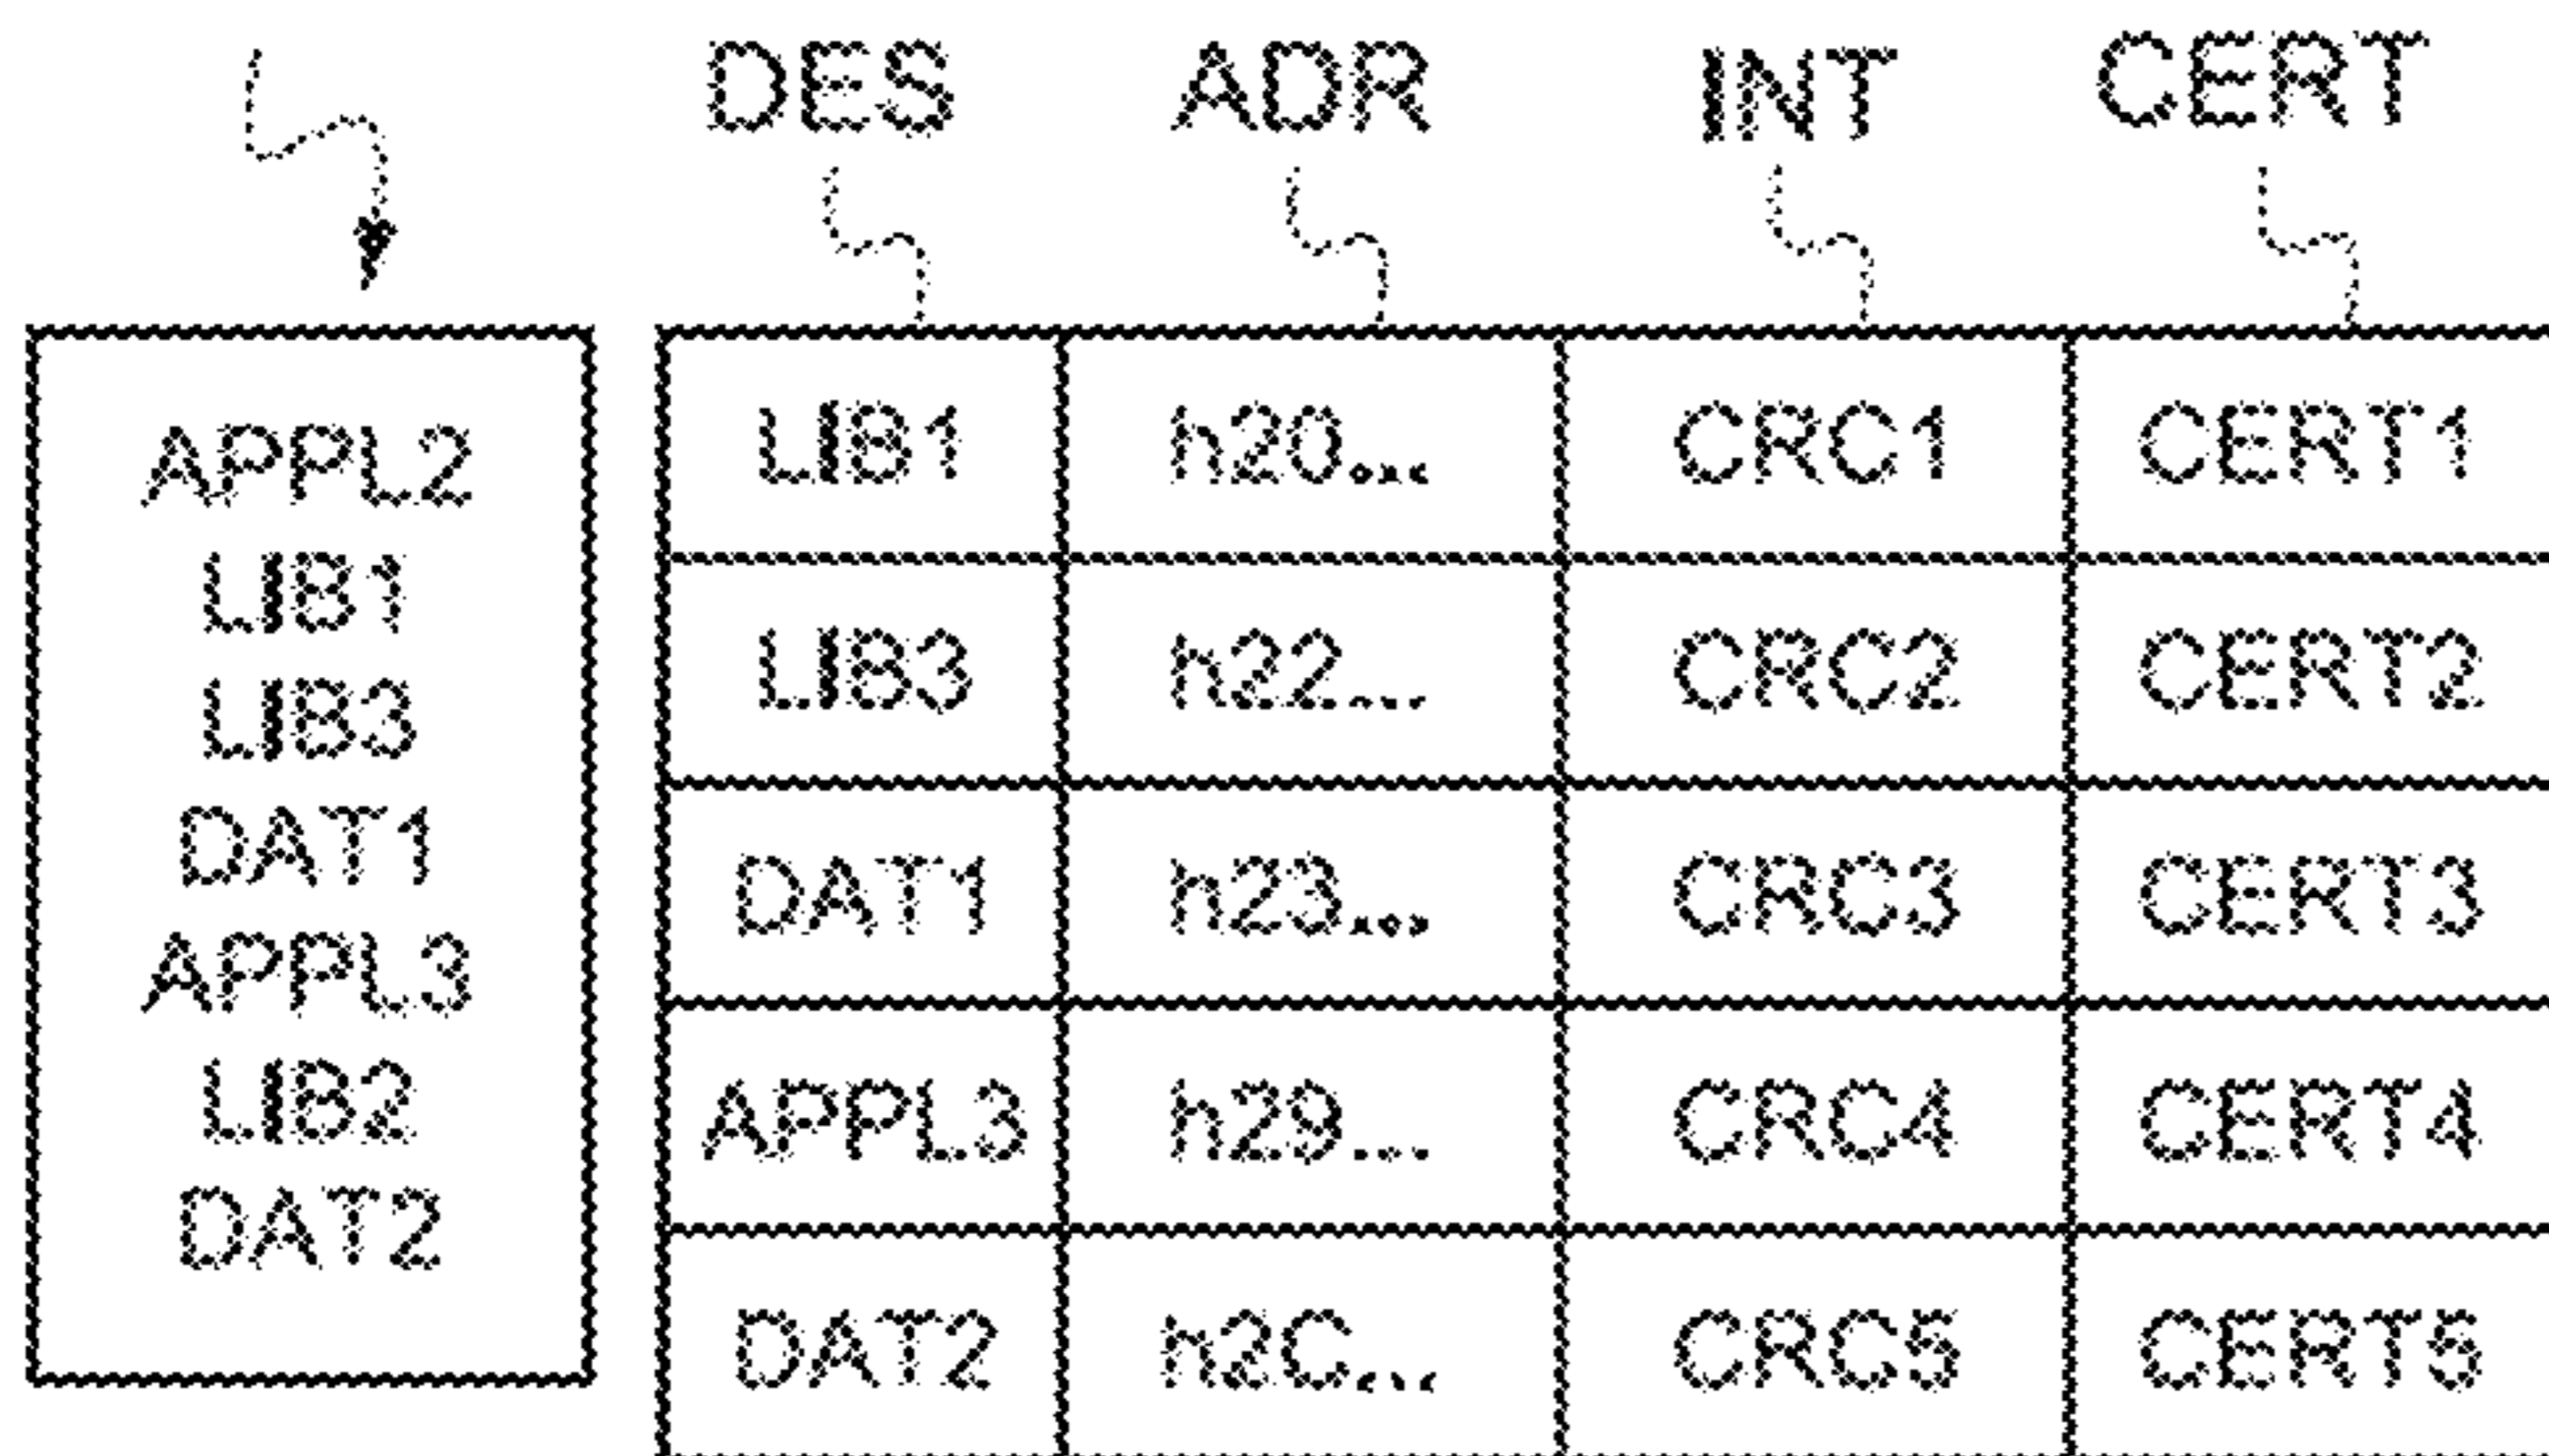 DES ADR INT CERT
APPL2
LIB1
LIB3
DAT1
APPL3
LIB2
DAT2
LIB1 h20... CRC1 CERT1
LIB3 h22... CRC2 CERT2
DAT1 h23... CRC3 CERT3
APPL3 h29... CRC4 CERT4
DAT2 h2C... CRC5 CERT5